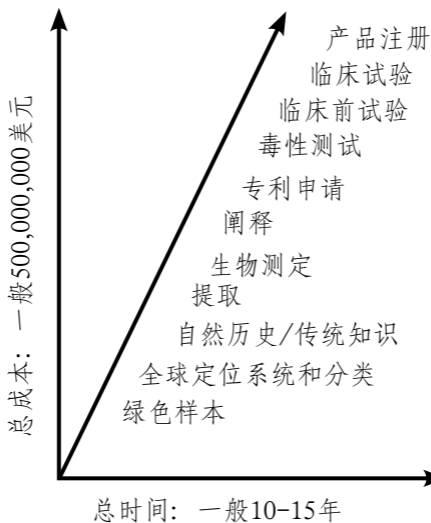 产品注册
临床试验
临床前试验
毒性测试
专利申请
阐释
生物测定
提取
自然历史/传统知识
全球定位系统和分类
绿色样本
总成本：一般500,000,000美元
总时间：一般10-15年